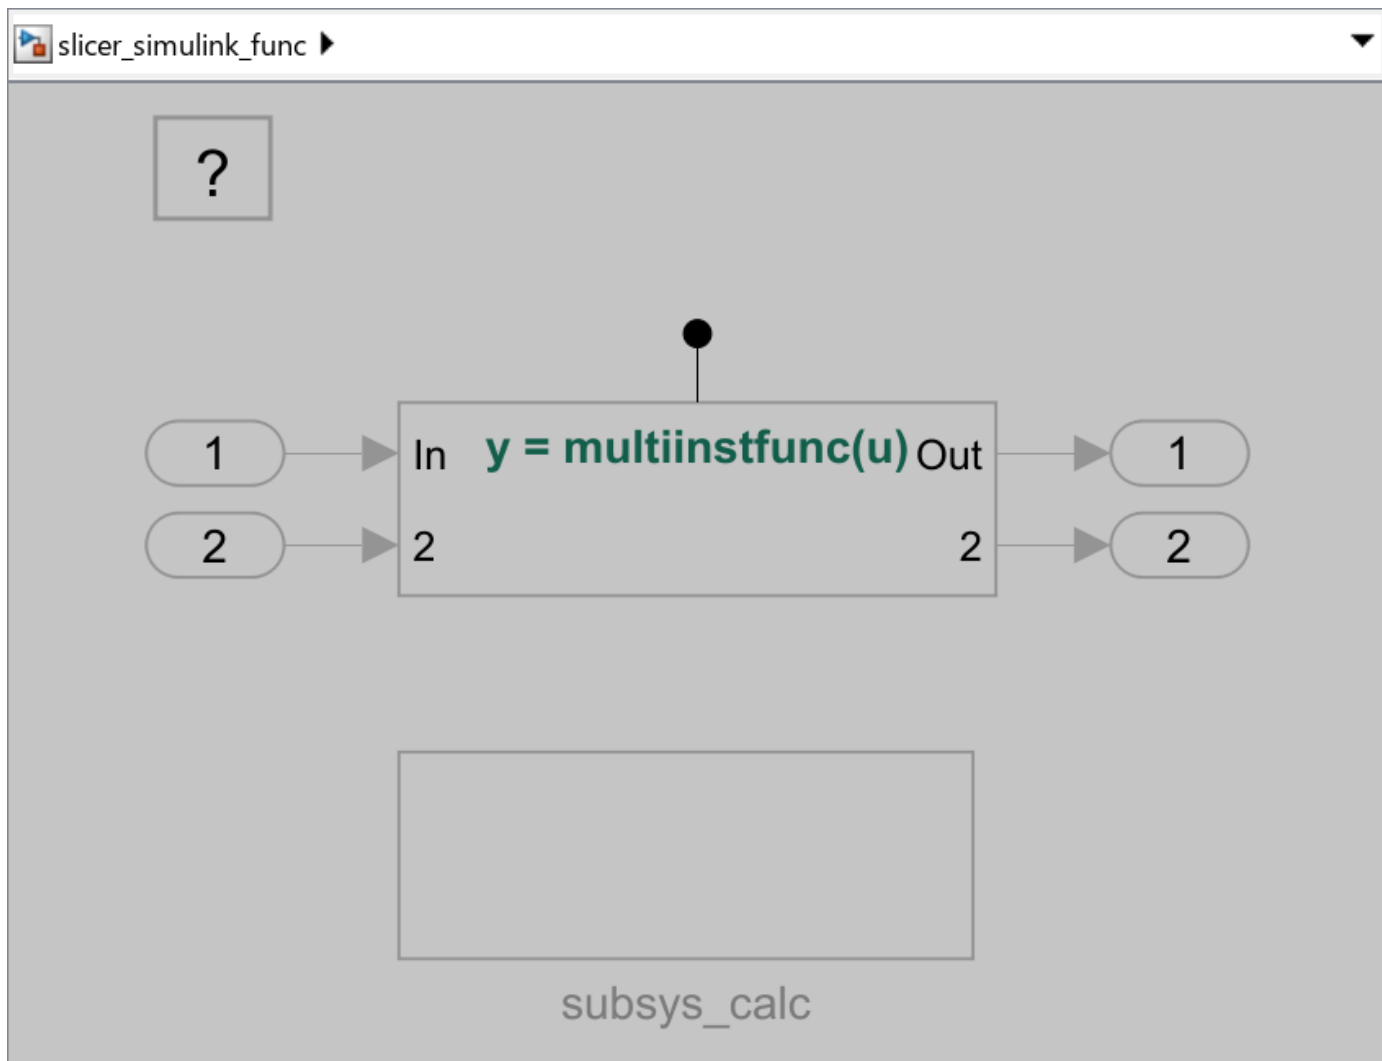 slicer_simulink_func
?
1 In y = multiinstfunc(u) Out 1
2 2 2 2
subsys_calc